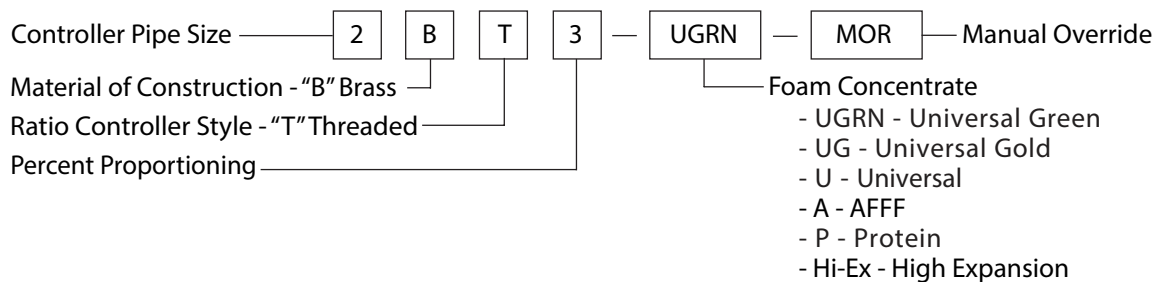 Controller Pipe Size 2 B T 3 — UGRN — MOR Manual Override
Material of Construction - “B” Brass
Foam Concentrate
Ratio Controller Style - “T” Threaded
- UGRN - Universal Green
- UG - Universal Gold
Percent Proportioning
- U - Universal
- A - AFFF
- P - Protein
- Hi-Ex - High Expansion